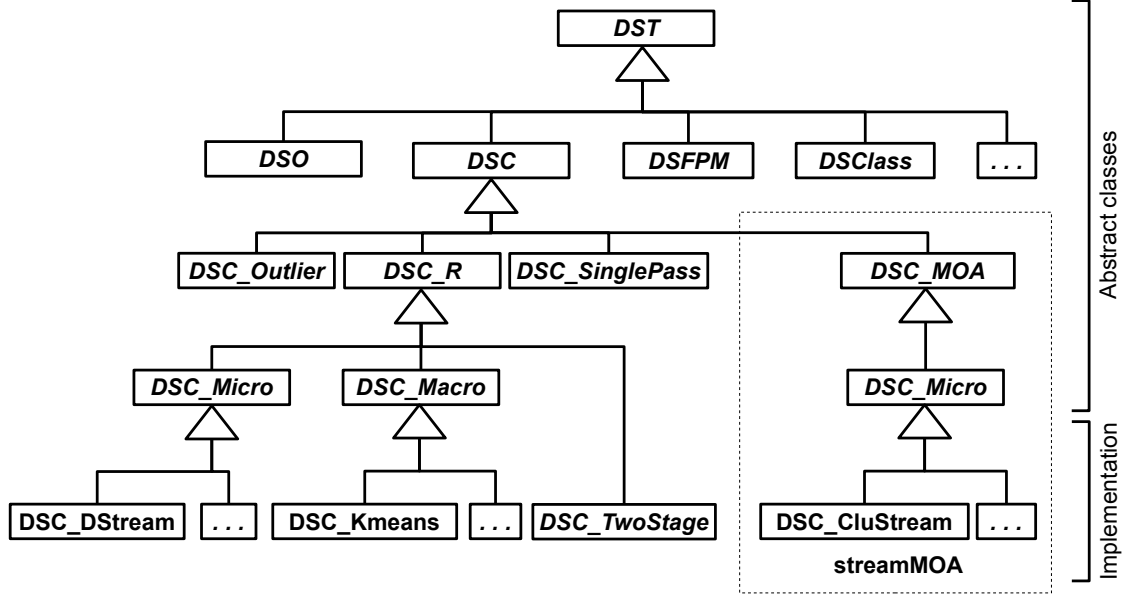 DST
DSO
DSC
DSFPM
DSClass
. . .
DSC_Outlier
DSC_R
DSC_SinglePass
DSC_MOA
DSC_Micro
DSC_Macro
DSC_Micro
DSC_DStream
. . .
DSC_Kmeans
. . .
DSC_TwoStage
DSC_CluStream
. . .
streamMOA
Abstract classes
Implementation